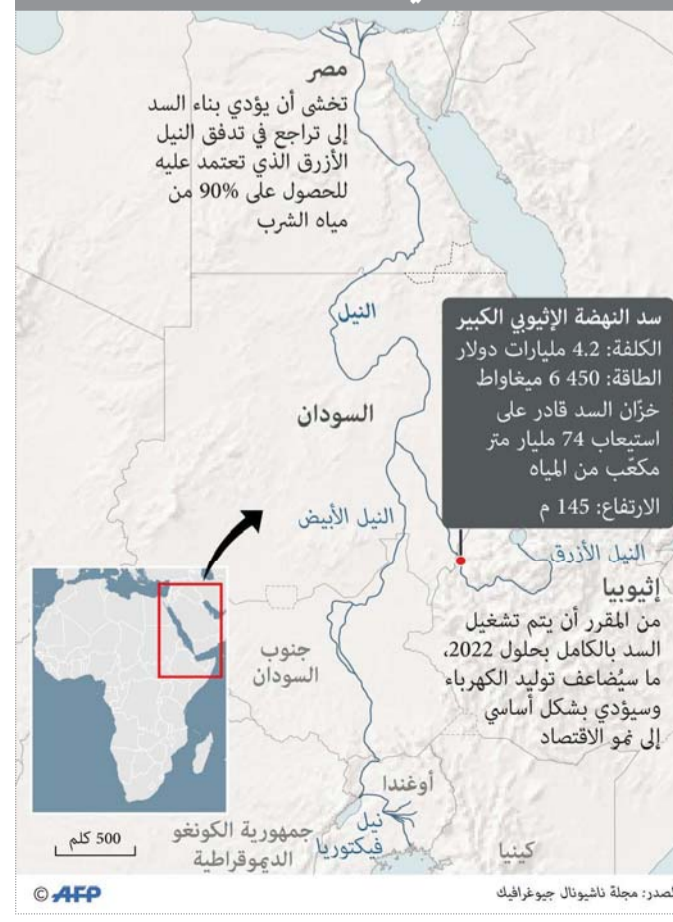 مصر
تخشى أن يؤدي بناء السد
إلى تراجع في تدفق النيل
الأزرق الذي تعتمد عليه
للحصول على 90% من
مياه الشرب
النيل
سد النهضة الإثيوبي الكبير
الكلفة: 4.2 مليارات دولار
الطاقة: 450 6 ميغاواط
خزّان السد قادر على
استيعاب 74 مليار متر
مكعّب من المياه
الارتفاع: 145 م
السودان
النيل الأبيض
النيل الأزرق
إثيوبيا
من المقرر أن يتم تشغيل
السد بالكامل بحلول 2022،
ما سيُضاعف توليد الكهرباء
وسيؤدي بشكل أساسي
إلى نمو الاقتصاد
جنوب
السودان
أوغندا
نيل
فيكتوريا
جمهورية الكونغو
الديموقراطية
كينيا
500 كلم
المصدر: مجلة ناشيونال جيوغرافيك
© AFP